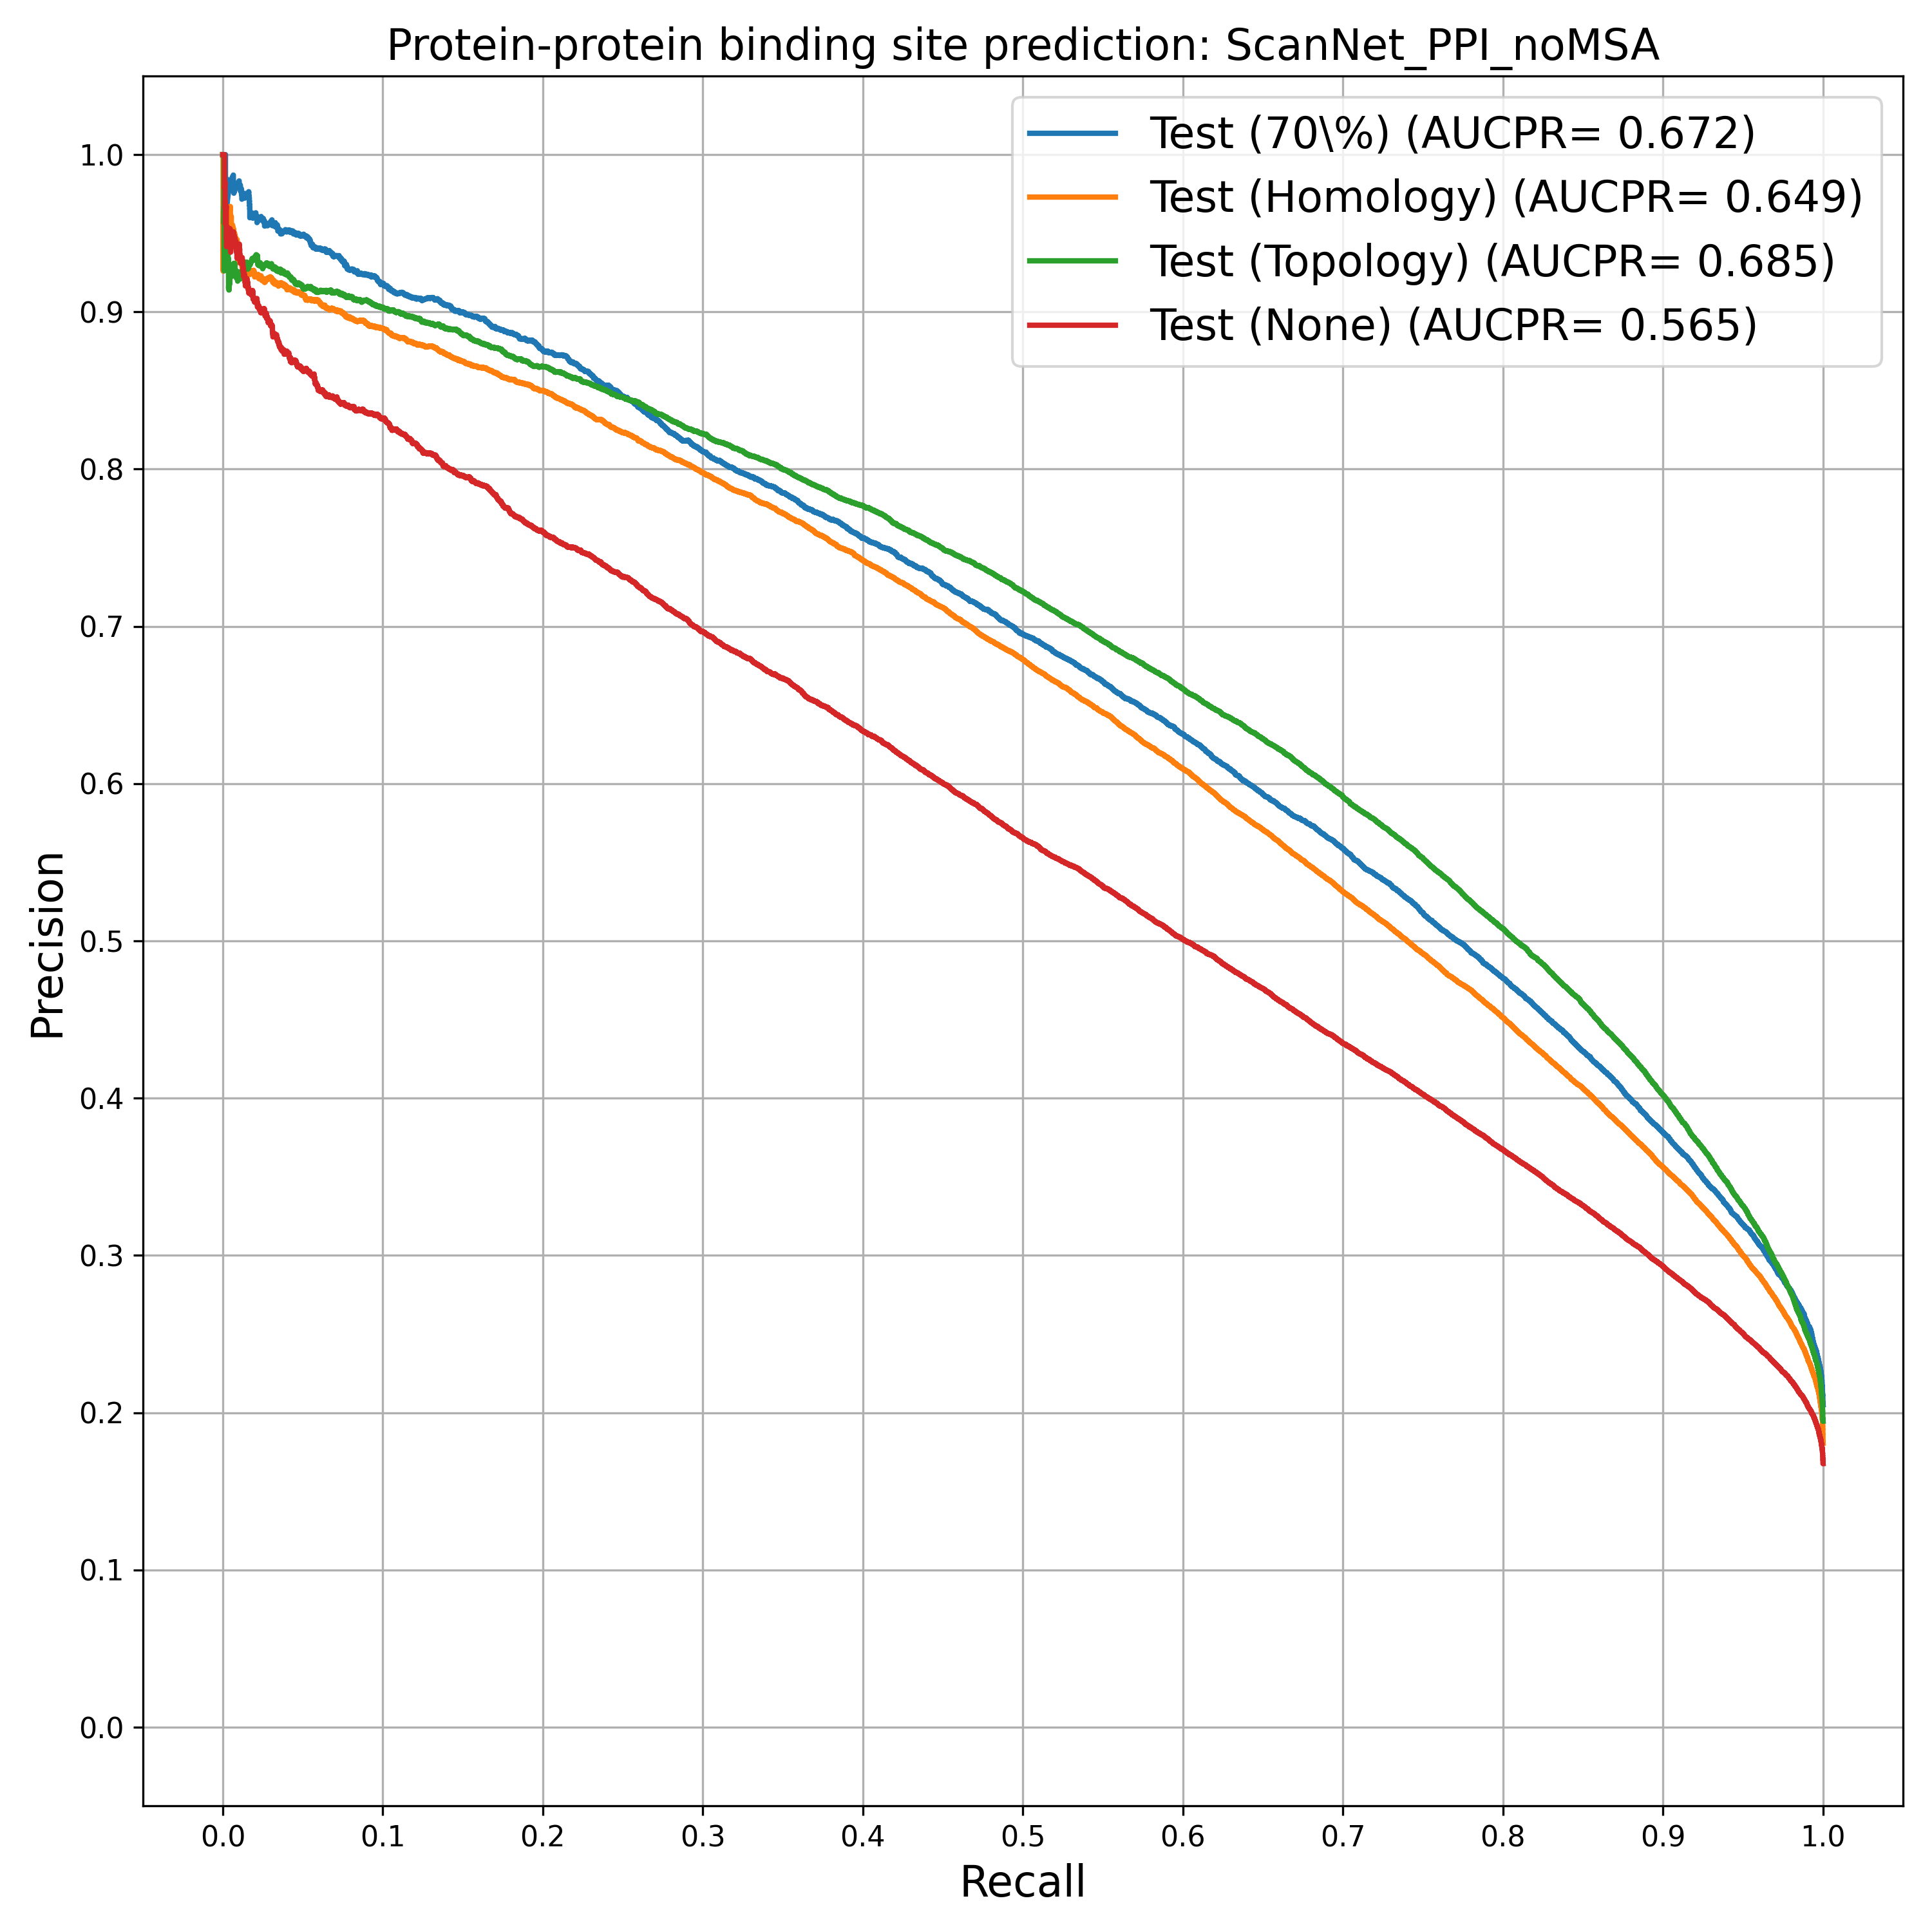 Protein-protein binding site prediction: ScanNet_PPI_noMSA
Test (70\%) (AUCPR= 0.672)
Test (Homology) (AUCPR= 0.649)
Test (Topology) (AUCPR= 0.685)
Test (None) (AUCPR= 0.565)
Precision
1.0
0.9
0.8
0.7
0.6
0.5
0.4
0.3
0.2
0.1
0.0
0.0 0.1 0.2 0.3 0.4 0.5 0.6 0.7 0.8 0.9 1.0
Recall